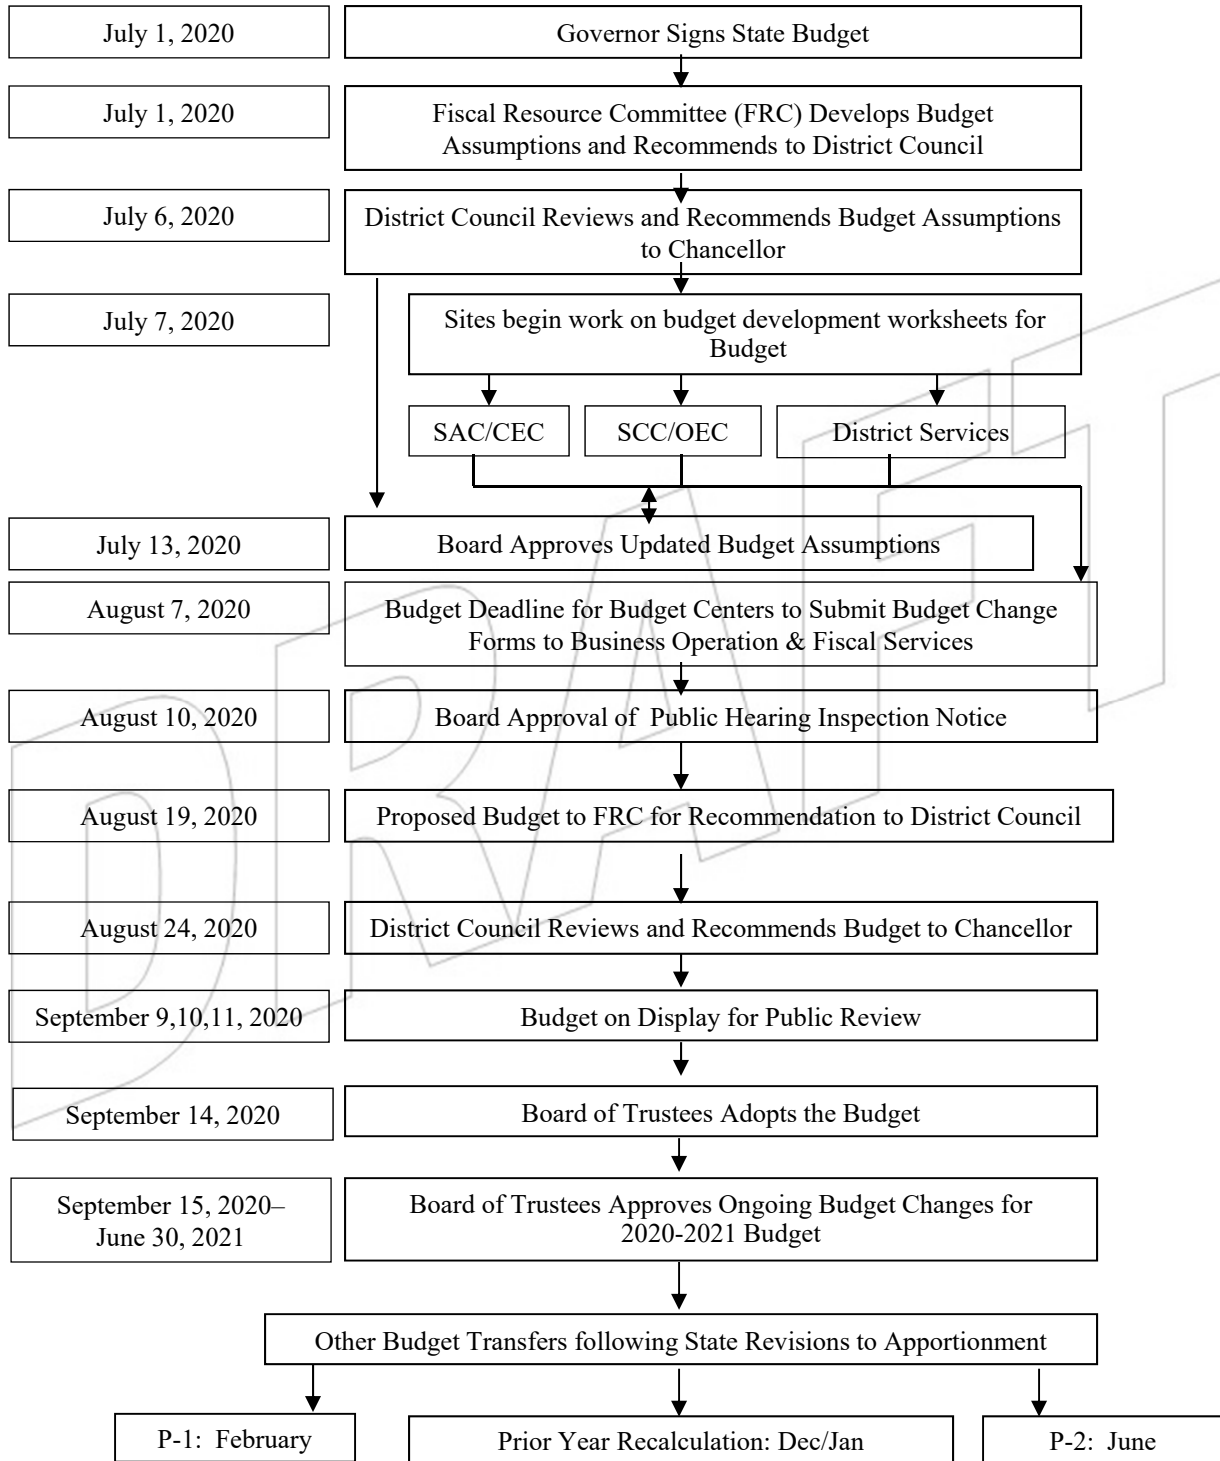 July 1, 2020
Governor Signs State Budget
July 1, 2020
Fiscal Resource Committee (FRC) Develops Budget
Assumptions and Recommends to District Council
July 6, 2020
District Council Reviews and Recommends Budget Assumptions
to Chancellor
July 7, 2020
Sites begin work on budget development worksheets for
Budget
SAC/CEC
SCC/OEC
District Services
July 13, 2020
Board Approves Updated Budget Assumptions
August 7, 2020
Budget Deadline for Budget Centers to Submit Budget Change
Forms to Business Operation & Fiscal Services
August 10, 2020
Board Approval of Public Hearing Inspection Notice
August 19, 2020
Proposed Budget to FRC for Recommendation to District Council
August 24, 2020
District Council Reviews and Recommends Budget to Chancellor
September 9,10,11, 2020
Budget on Display for Public Review
September 14, 2020
Board of Trustees Adopts the Budget
September 15, 2020–
June 30, 2021
Board of Trustees Approves Ongoing Budget Changes for
2020-2021 Budget
Other Budget Transfers following State Revisions to Apportionment
P-1: February
Prior Year Recalculation: Dec/Jan
P-2: June
DRAFT